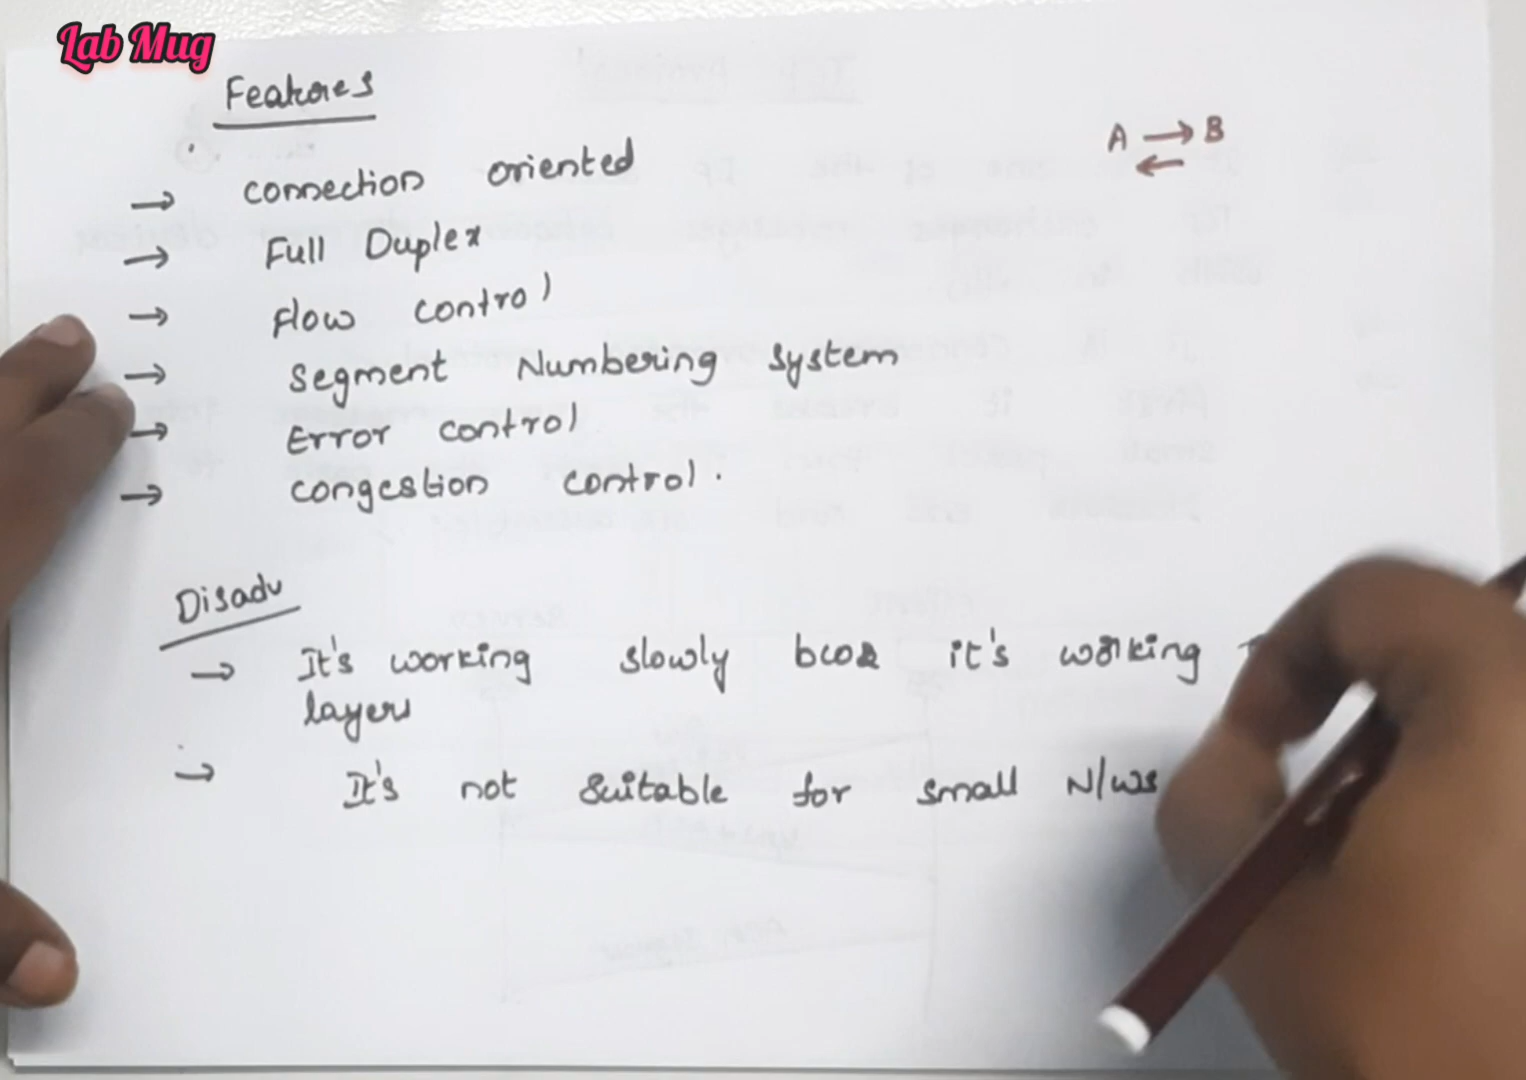 Lab Mug
Features
A → B
←
→ connection oriented
→ Full Duplex
→ Flow control
→ Segment Numbering System
→ Error control
→ congestion control.
Disadv
→ It's working slowly bcoz it's working
layers
→ It's not suitable for small N/ws